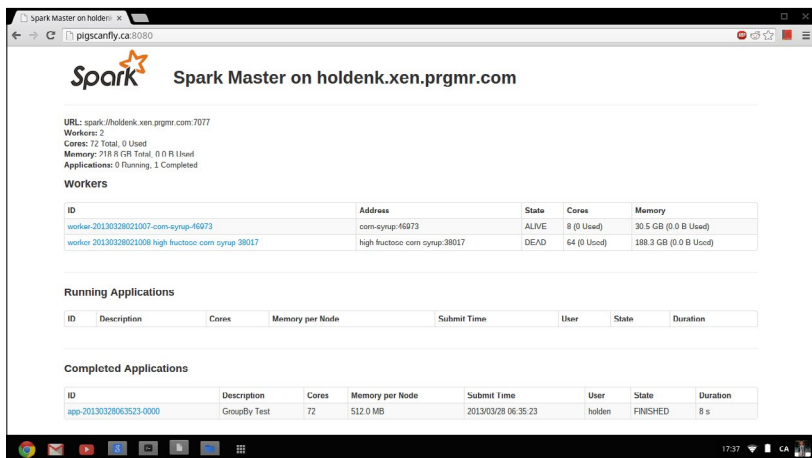 Spark Master on holden
pigscanfly.ca:8080
Spark
Spark Master on holdenk.xen.prgmr.com
URL: spark://holdenk.xen.prgmr.com:7077
Workers: 2
Cores: 72 Total, 0 Used
Memory: 218.8 GB Total, 0.0 B Used
Applications: 0 Running, 1 Completed
Workers
ID Address State Cores Memory
worker-20130328021007-corn-syrup-46973 corn-syrup:46973 ALIVE 8 (0 Used) 30.5 GB (0.0 B Used)
worker-20130328021008-high-fructose-corn-syrup-38017 high-fructose-corn-syrup:38017 DEAD 64 (0 Used) 188.3 GB (0.0 B Used)
Running Applications
ID Description Cores Memory per Node Submit Time User State Duration
Completed Applications
ID Description Cores Memory per Node Submit Time User State Duration
app-20130328063523-0000 GroupBy Test 72 512.0 MB 2013/03/28 06:35:23 holden FINISHED 8 s
17:37 CA